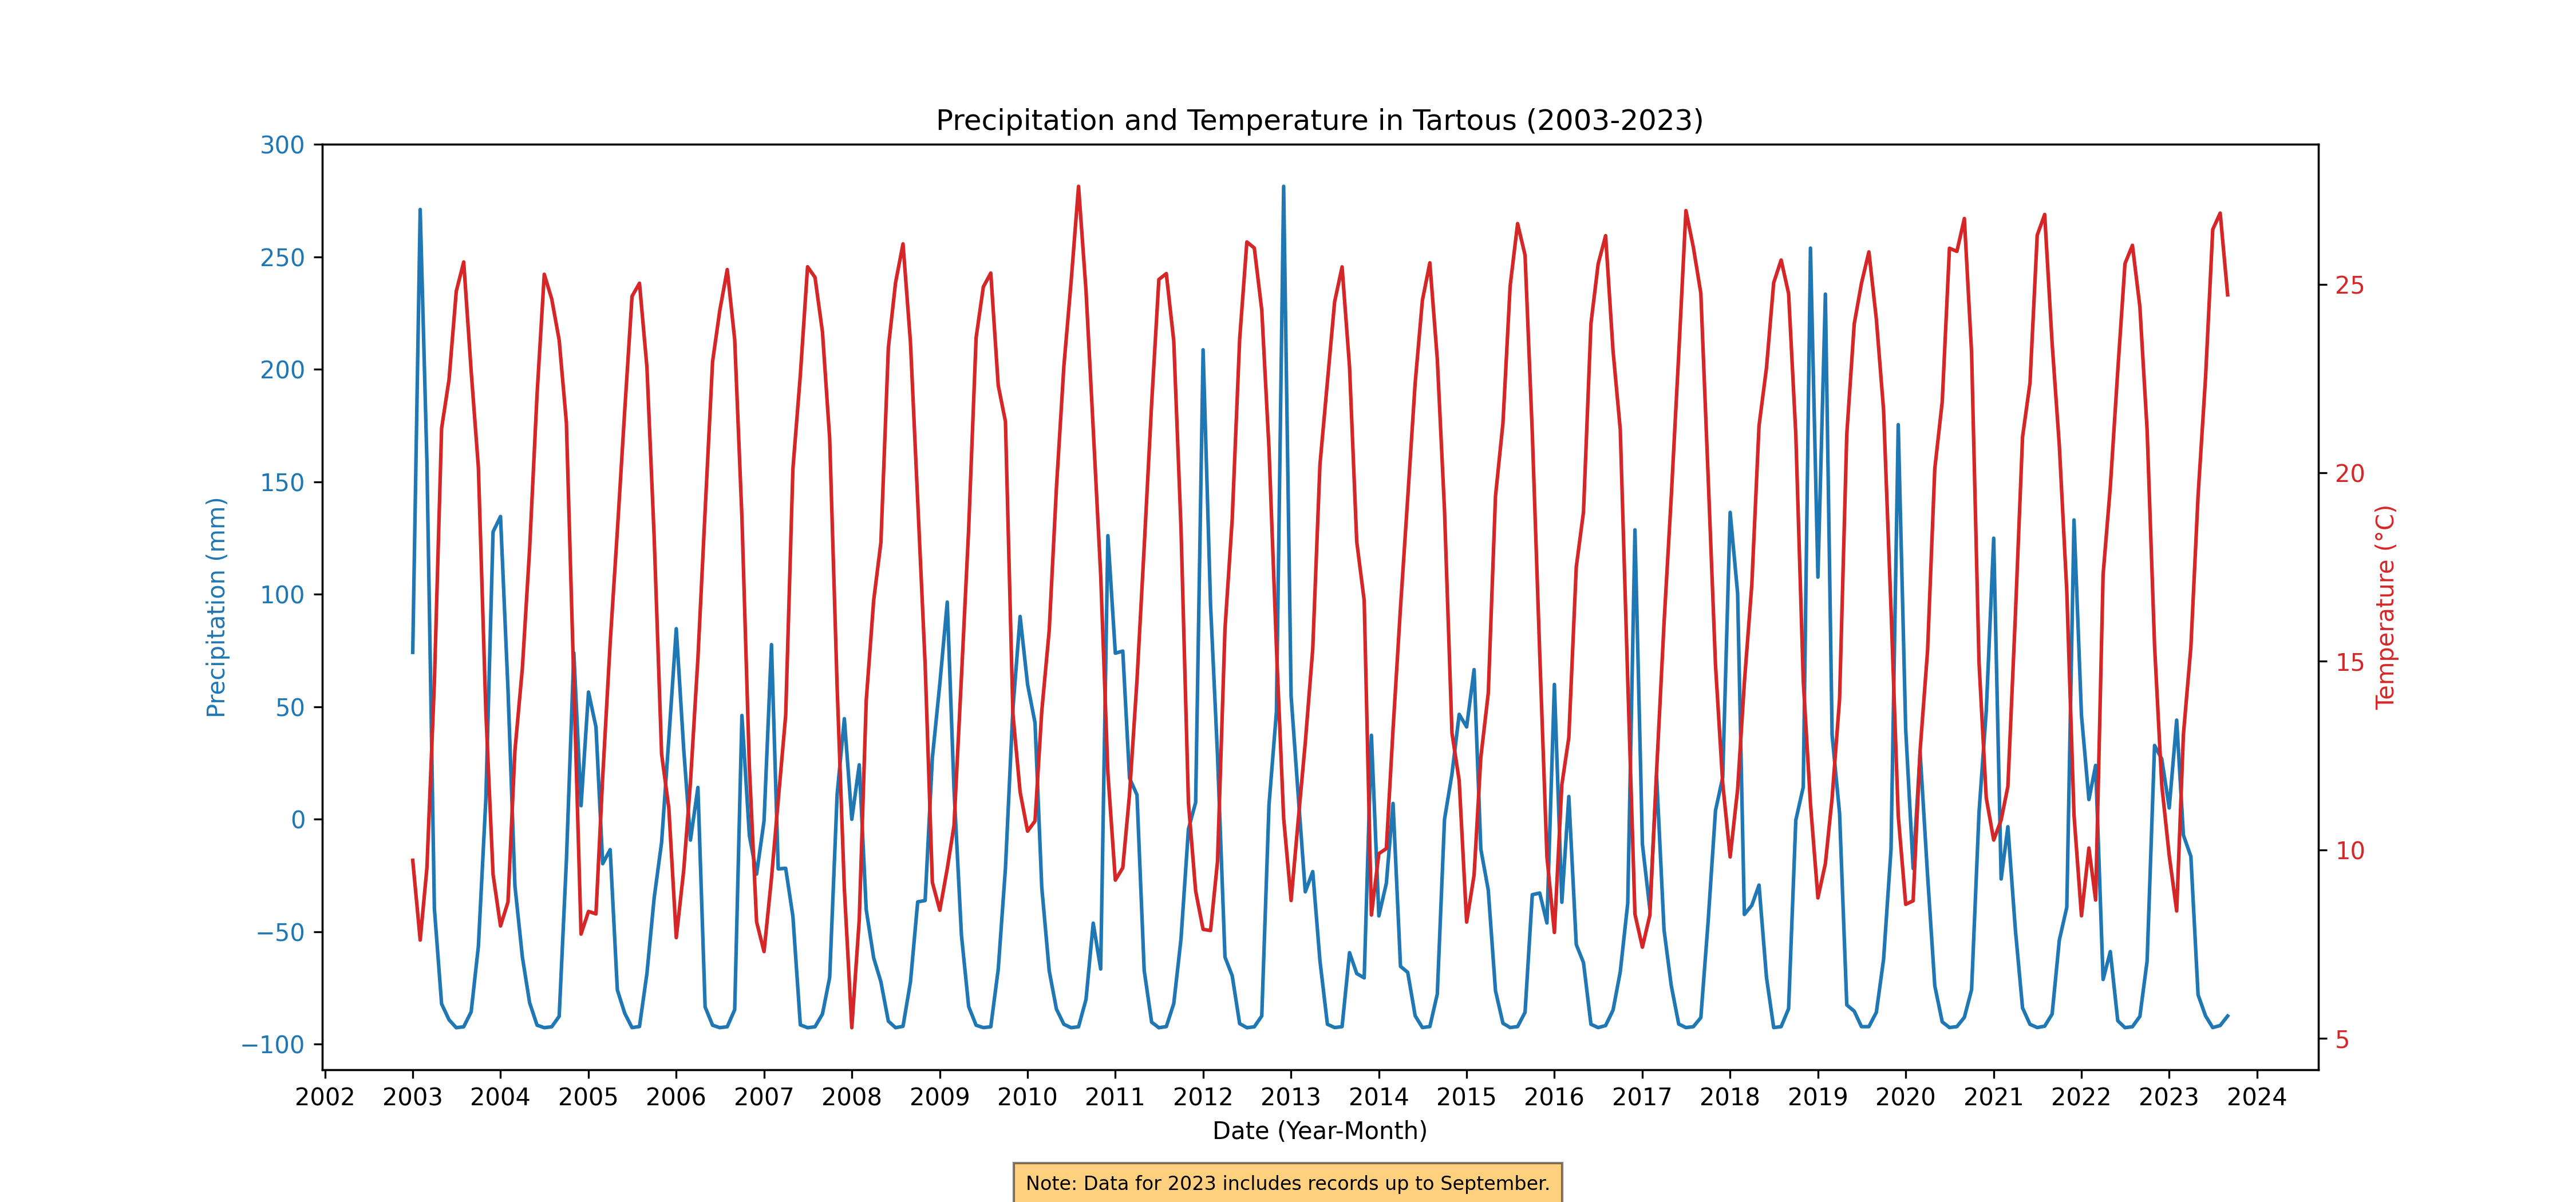 Precipitation and Temperature in Tartous (2003-2023)
300
250
200
150
100
50
0
−50
−100
Precipitation (mm)
25
20
15
10
5
Temperature (°C)
2002 2003 2004 2005 2006 2007 2008 2009 2010 2011 2012 2013 2014 2015 2016 2017 2018 2019 2020 2021 2022 2023 2024
Date (Year-Month)
Note: Data for 2023 includes records up to September.